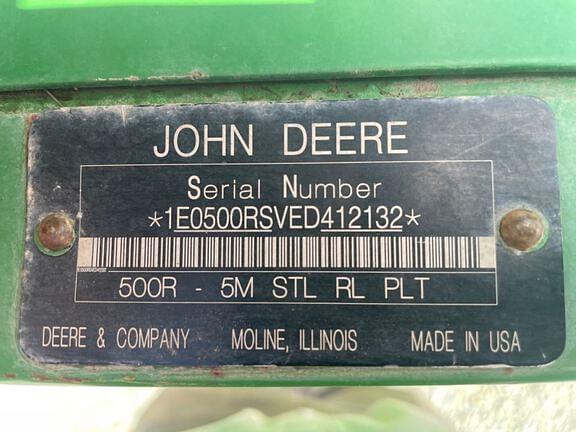 JOHN DEERE
Serial Number
*1E0500RSVED412132*
500R - 5M STL RL PLT
DEERE & COMPANY MOLINE, ILLINOIS MADE IN USA